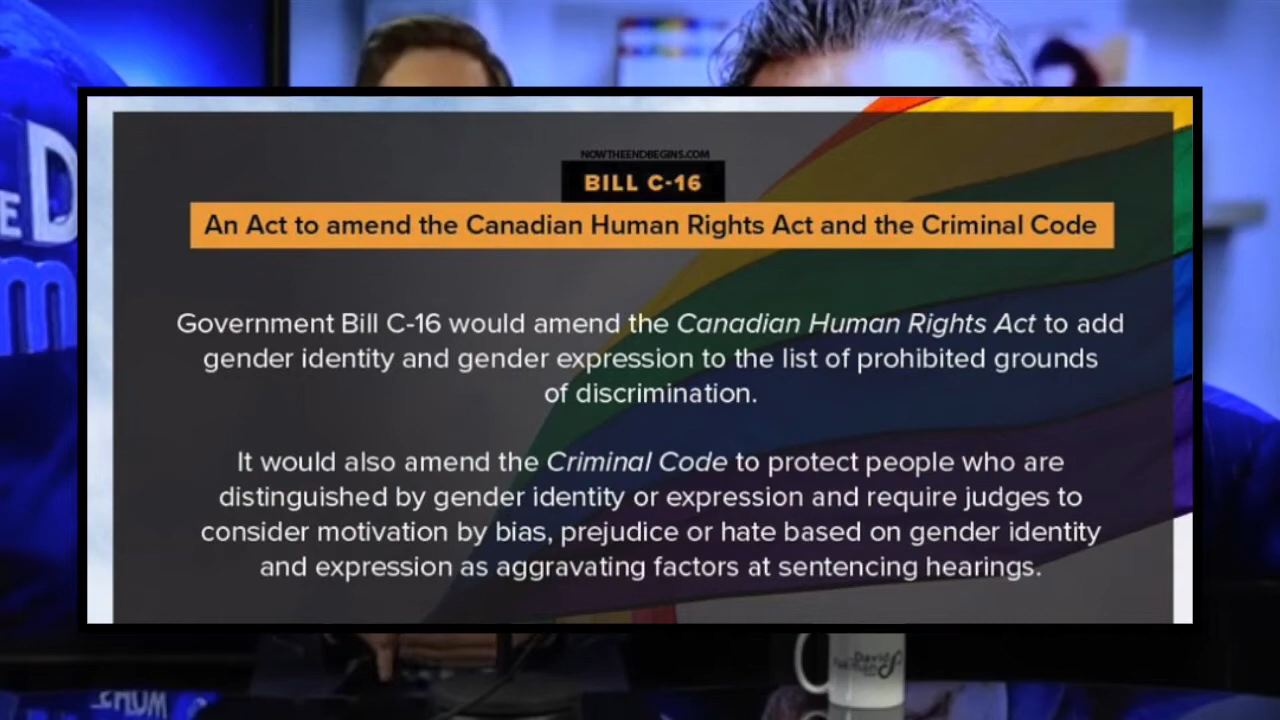 NOWTHEENDBEGINS.COM
BILL C-16
An Act to amend the Canadian Human Rights Act and the Criminal Code
Government Bill C-16 would amend the Canadian Human Rights Act to add
gender identity and gender expression to the list of prohibited grounds
of discrimination.
It would also amend the Criminal Code to protect people who are
distinguished by gender identity or expression and require judges to
consider motivation by bias, prejudice or hate based on gender identity
and expression as aggravating factors at sentencing hearings.
David